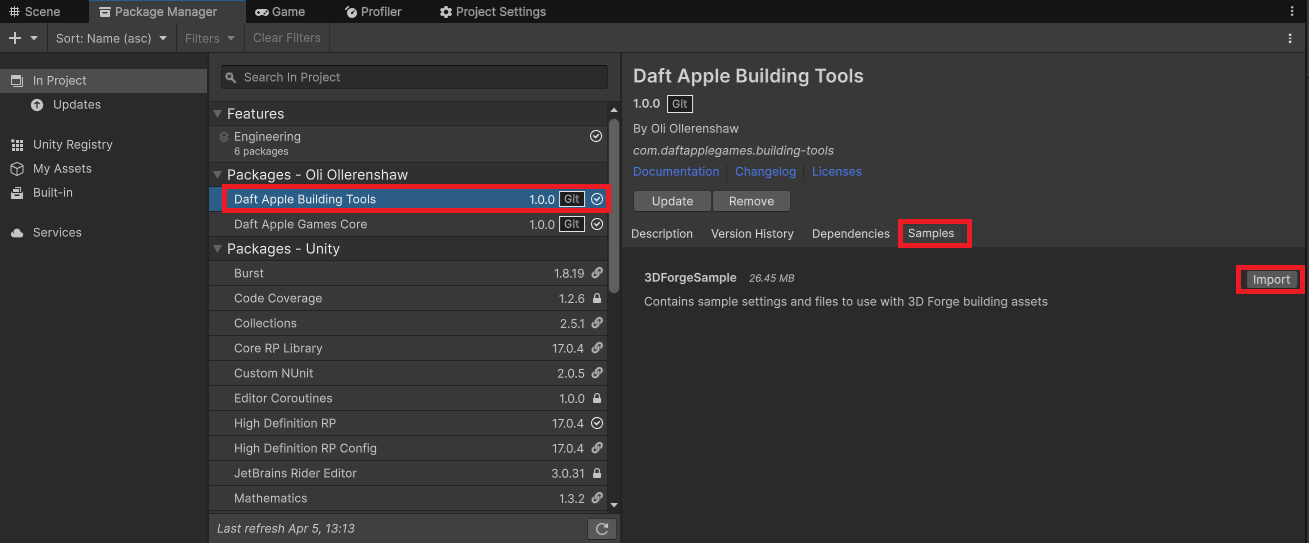 Scene Package Manager Game Profiler Project Settings
+ Sort: Name (asc) Filters Clear Filters
In Project
Updates
Unity Registry
My Assets
Built-in
Services
Search In Project
Features
Engineering
6 packages
Packages - Oli Ollerenshaw
Daft Apple Building Tools 1.0.0 Git
Daft Apple Games Core 1.0.0 Git
Packages - Unity
Burst 1.8.19
Code Coverage 1.2.6
Collections 2.5.1
Core RP Library 17.0.4
Custom NUnit 2.0.5
Editor Coroutines 1.0.0
High Definition RP 17.0.4
High Definition RP Config 17.0.4
JetBrains Rider Editor 3.0.31
Mathematics 1.3.2
Last refresh Apr 5, 13:13
Daft Apple Building Tools
1.0.0 Git
By Oli Ollerenshaw
com.daftapplegames.building-tools
Documentation Changelog Licenses
Update Remove
Description Version History Dependencies Samples
3DForgeSample 26.45 MB Import
Contains sample settings and files to use with 3D Forge building assets